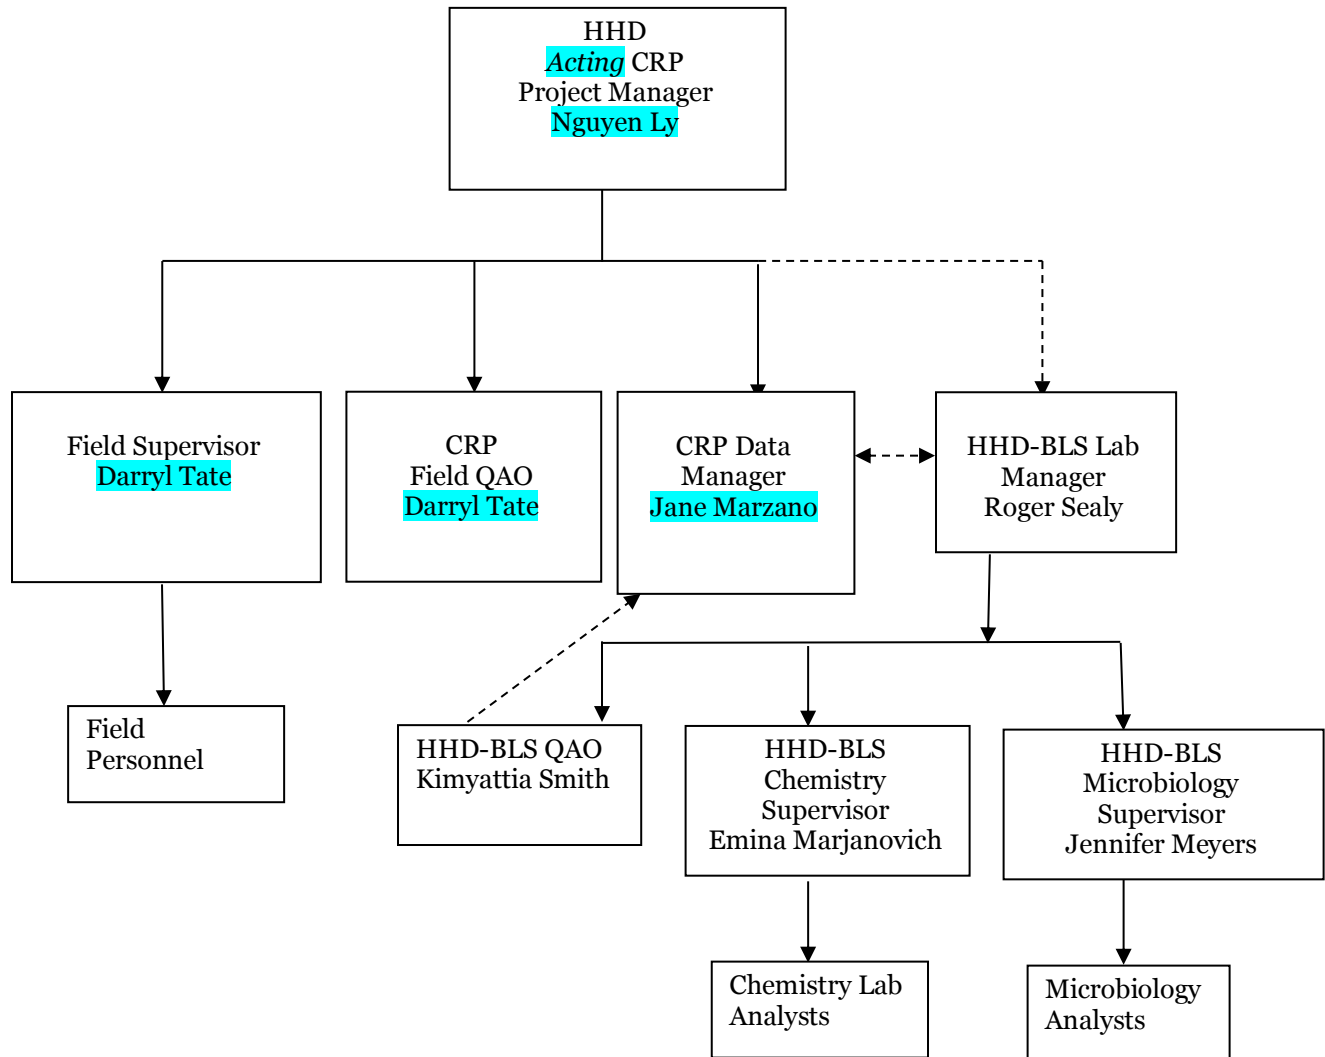 HHD
Acting CRP
Project Manager
Nguyen Ly
Field Supervisor
Darryl Tate
CRP
Field QAO
Darryl Tate
CRP Data
Manager
Jane Marzano
HHD-BLS Lab
Manager
Roger Sealy
Field
Personnel
HHD-BLS QAO
Kimyattia Smith
HHD-BLS
Chemistry
Supervisor
Emina Marjanovich
HHD-BLS
Microbiology
Supervisor
Jennifer Meyers
Chemistry Lab
Analysts
Microbiology
Analysts